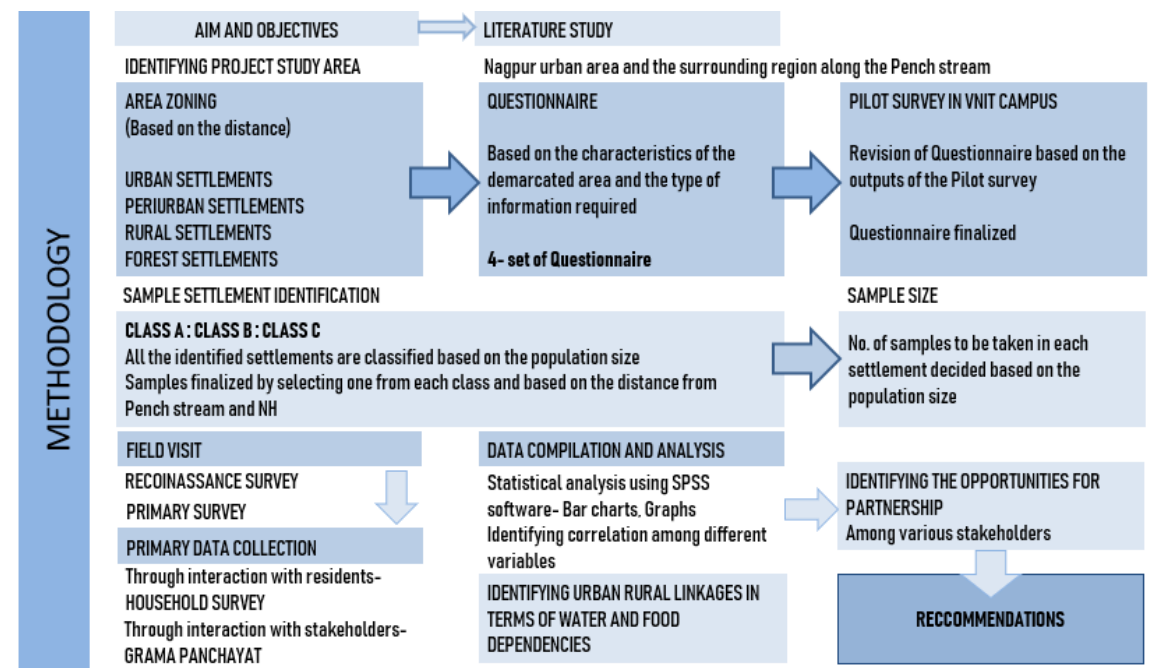 METHODOLOGY
AIM AND OBJECTIVES
LITERATURE STUDY
IDENTIFYING PROJECT STUDY AREA
Nagpur urban area and the surrounding region along the Pench stream
AREA ZONING
(Based on the distance)
URBAN SETTLEMENTS
PERIURBAN SETTLEMENTS
RURAL SETTLEMENTS
FOREST SETTLEMENTS
QUESTIONNAIRE
Based on the characteristics of the
demarcated area and the type of
information required
4- set of Questionnaire
PILOT SURVEY IN VNIT CAMPUS
Revision of Questionnaire based on the
outputs of the Pilot survey
Questionnaire finalized
SAMPLE SETTLEMENT IDENTIFICATION
CLASS A : CLASS B : CLASS C
All the identified settlements are classified based on the population size
Samples finalized by selecting one from each class and based on the distance from
Pench stream and NH
SAMPLE SIZE
No. of samples to be taken in each
settlement decided based on the
population size
FIELD VISIT
RECOINASSANCE SURVEY
PRIMARY SURVEY
PRIMARY DATA COLLECTION
Through interaction with residents-
HOUSEHOLD SURVEY
Through interaction with stakeholders-
GRAMA PANCHAYAT
DATA COMPILATION AND ANALYSIS
Statistical analysis using SPSS
software- Bar charts, Graphs
Identifying correlation among different
variables
IDENTIFYING URBAN RURAL LINKAGES IN
TERMS OF WATER AND FOOD
DEPENDENCIES
IDENTIFYING THE OPPORTUNITIES FOR
PARTNERSHIP
Among various stakeholders
RECCOMMENDATIONS